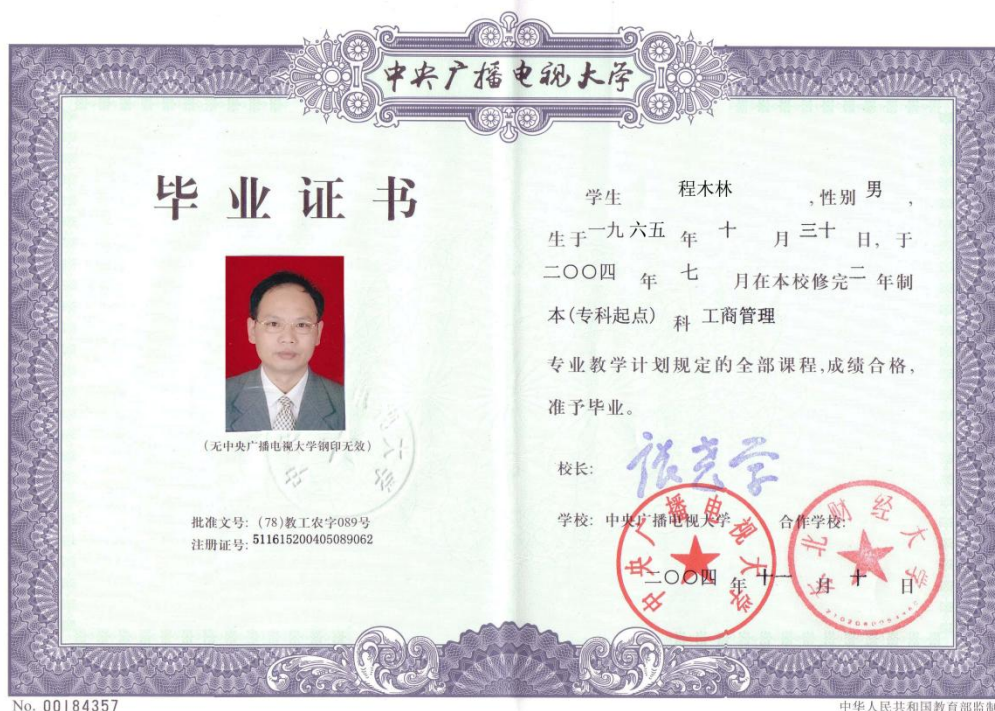 中央广播电视大学
毕业证书
(无中央广播电视大学钢印无效)
批准文号: (78)教工农字089号
注册证号: 511615200405089062
学生 程木林 ,性别 男 ,
生于 一九六五 年 十 月 三十 日, 于
二〇〇四 年 七 月在本校修完 二 年制
本(专科起点) 科 工商管理
专业教学计划规定的全部课程,成绩合格,
准予毕业。
校长:
学校: 中央广播电视大学 合作学校:
中央广播电视大学
东北财经大学
二〇〇四 年 十一 月 十 日
No. 00184357
中华人民共和国教育部监制